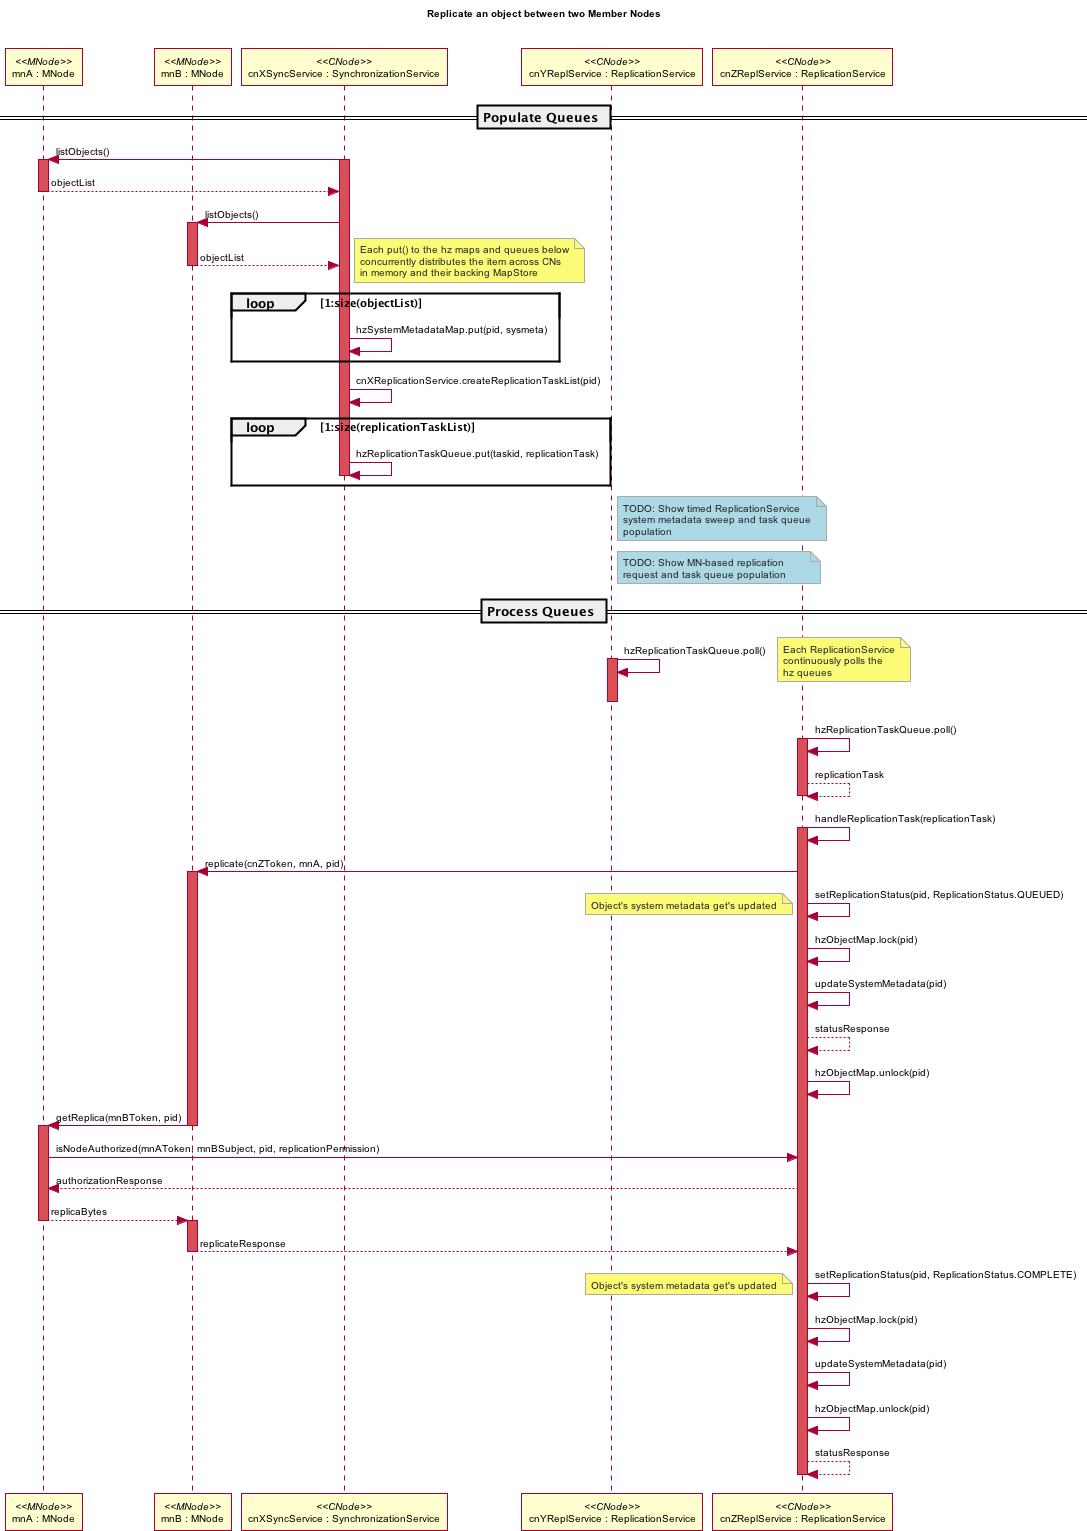 Replicate an object between two Member Nodes
<<MNode>>
mnA : MNode
<<MNode>>
mnB : MNode
<<CNode>>
cnXSyncService : SynchronizationService
<<CNode>>
cnYReplService : ReplicationService
<<CNode>>
cnZReplService : ReplicationService
Populate Queues
listObjects()
objectList
listObjects()
objectList
Each put() to the hz maps and queues below
concurrently distributes the item across CNs
in memory and their backing MapStore
loop [1:size(objectList)]
hzSystemMetadataMap.put(pid, sysmeta)
cnXReplicationService.createReplicationTaskList(pid)
loop [1:size(replicationTaskList)]
hzReplicationTaskQueue.put(taskid, replicationTask)
TODO: Show timed ReplicationService
system metadata sweep and task queue
population
TODO: Show MN-based replication
request and task queue population
Process Queues
hzReplicationTaskQueue.poll()
Each ReplicationService
continuously polls the
hz queues
hzReplicationTaskQueue.poll()
replicationTask
handleReplicationTask(replicationTask)
replicate(cnZToken, mnA, pid)
setReplicationStatus(pid, ReplicationStatus.QUEUED)
Object's system metadata get's updated
hzObjectMap.lock(pid)
updateSystemMetadata(pid)
statusResponse
hzObjectMap.unlock(pid)
getReplica(mnBToken, pid)
isNodeAuthorized(mnAToken, mnBSubject, pid, replicationPermission)
authorizationResponse
replicaBytes
replicateResponse
setReplicationStatus(pid, ReplicationStatus.COMPLETE)
Object's system metadata get's updated
hzObjectMap.lock(pid)
updateSystemMetadata(pid)
hzObjectMap.unlock(pid)
statusResponse
<<MNode>>
mnA : MNode
<<MNode>>
mnB : MNode
<<CNode>>
cnXSyncService : SynchronizationService
<<CNode>>
cnYReplService : ReplicationService
<<CNode>>
cnZReplService : ReplicationService